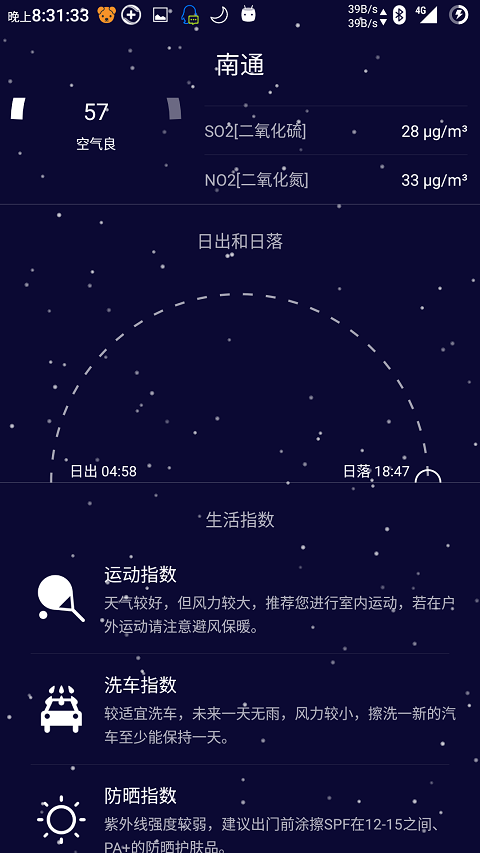 晚上8:31:33
39B/s
39B/s
4G
南通
57
空气良
SO2[二氧化硫] 28 µg/m³
NO2[二氧化氮] 33 µg/m³
日出和日落
日出 04:58 日落 18:47
生活指数
运动指数
天气较好，但风力较大，推荐您进行室内运动，若在户
外运动请注意避风保暖。
洗车指数
较适宜洗车，未来一天无雨，风力较小，擦洗一新的汽
车至少能保持一天。
防晒指数
紫外线强度较弱，建议出门前涂擦SPF在12-15之间、
PA+的防晒护肤品。